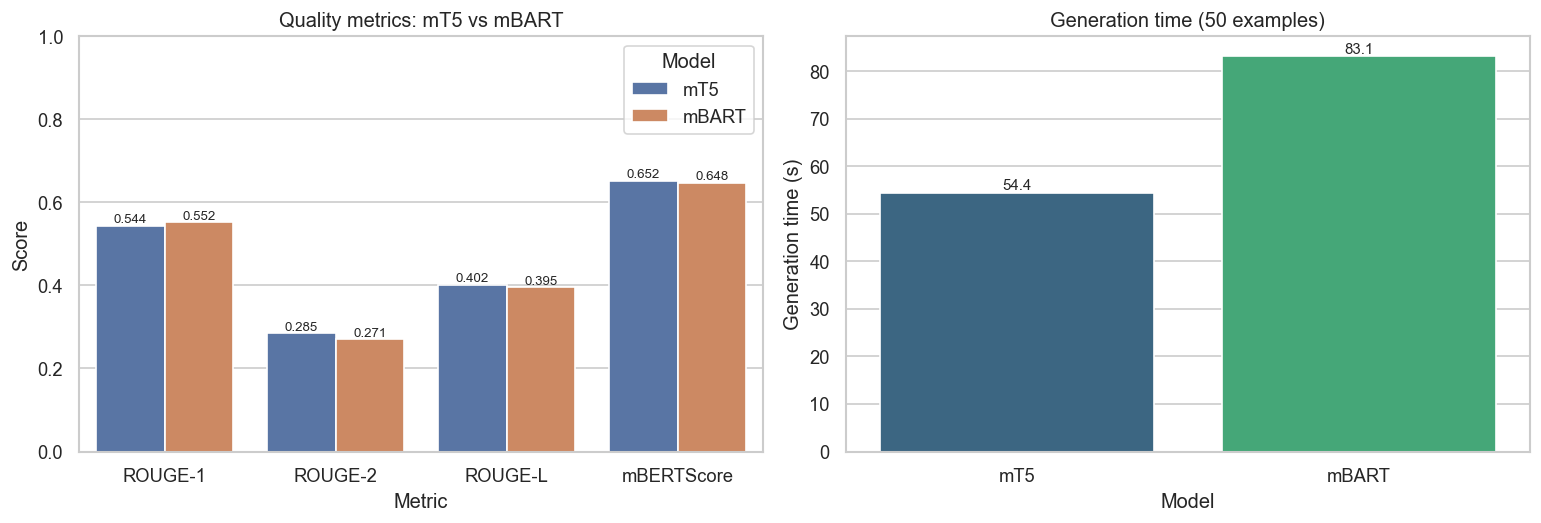 Quality metrics: mT5 vs mBART
1.0
0.8
0.6
0.4
0.2
0.0
Score
Model
mT5
mBART
0.544
0.552
0.285
0.271
0.402
0.395
0.652
0.648
ROUGE-1
ROUGE-2
ROUGE-L
mBERTScore
Metric
Generation time (50 examples)
80
70
60
50
40
30
20
10
0
Generation time (s)
54.4
83.1
mT5
mBART
Model